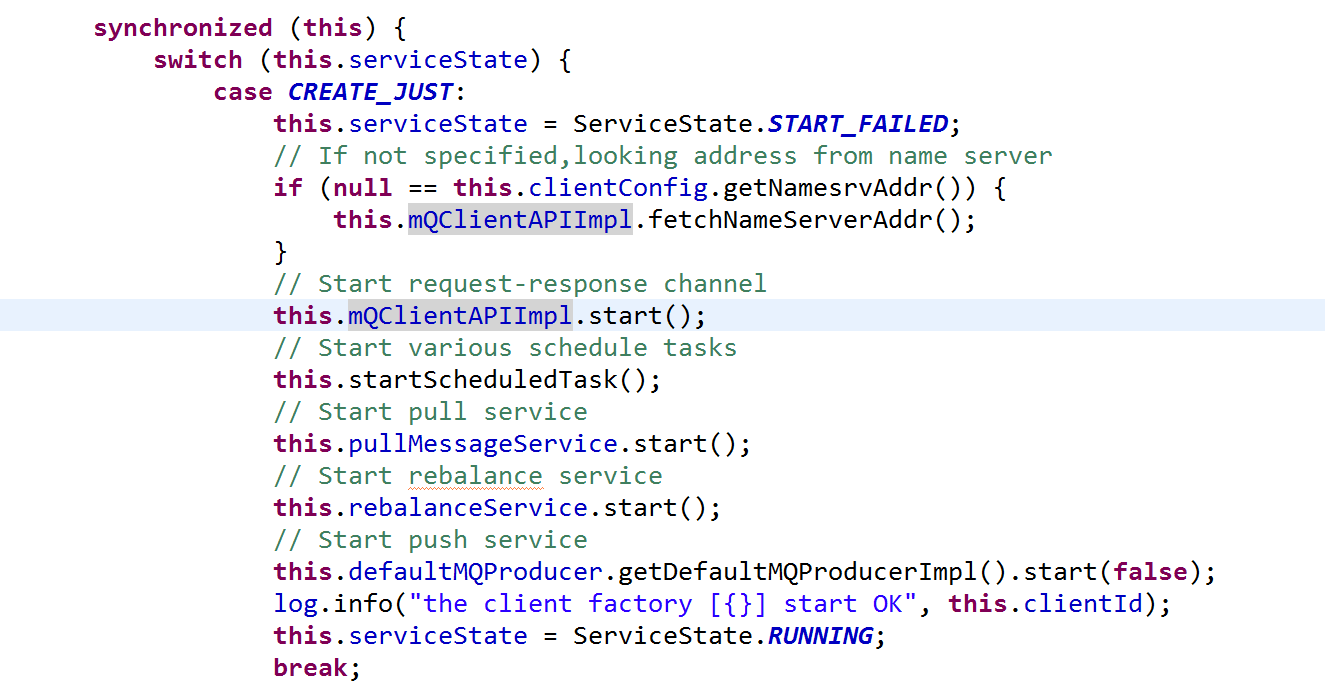 synchronized (this) {
switch (this.serviceState) {
case CREATE_JUST:
this.serviceState = ServiceState.START_FAILED;
// If not specified,looking address from name server
if (null == this.clientConfig.getNamesrvAddr()) {
this.mQClientAPIImpl.fetchNameServerAddr();
}
// Start request-response channel
this.mQClientAPIImpl.start();
// Start various schedule tasks
this.startScheduledTask();
// Start pull service
this.pullMessageService.start();
// Start rebalance service
this.rebalanceService.start();
// Start push service
this.defaultMQProducer.getDefaultMQProducerImpl().start(false);
log.info("the client factory [{}] start OK", this.clientId);
this.serviceState = ServiceState.RUNNING;
break;